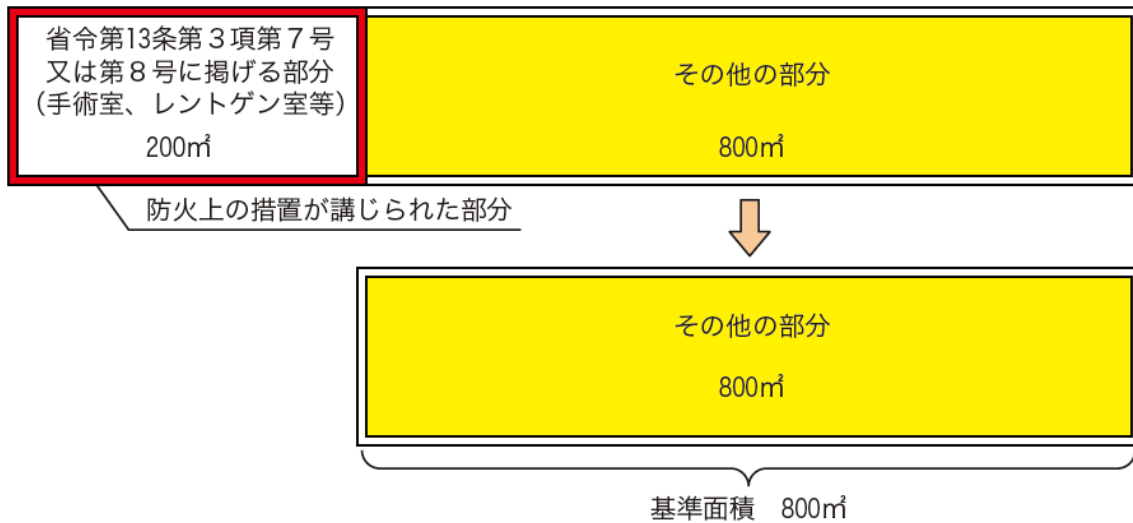 省令第13条第３項第７号
又は第８号に掲げる部分
（手術室、レントゲン室等）
200㎡
その他の部分
800㎡
防火上の措置が講じられた部分
その他の部分
800㎡
基準面積　800㎡